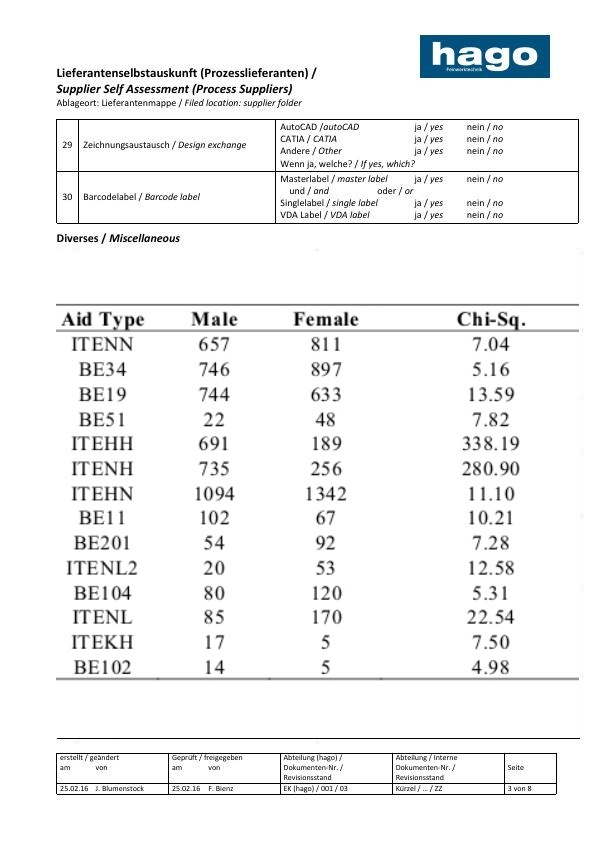 hago
Feinwerktechnik
Lieferantenselbstauskunft (Prozesslieferanten) /
Supplier Self Assessment (Process Suppliers)
Ablageort: Lieferantenmappe / Filed location: supplier folder
29 Zeichnungsaustausch / Design exchange
AutoCAD /autoCAD ja / yes nein / no
CATIA / CATIA ja / yes nein / no
Andere / Other ja / yes nein / no
Wenn ja, welche? / If yes, which?
30 Barcodelabel / Barcode label
Masterlabel / master label ja / yes nein / no
und / and oder / or
Singlelabel / single label ja / yes nein / no
VDA Label / VDA label ja / yes nein / no
Diverses / Miscellaneous
Aid Type Male Female Chi-Sq.
ITENN 657 811 7.04
BE34 746 897 5.16
BE19 744 633 13.59
BE51 22 48 7.82
ITEHH 691 189 338.19
ITENH 735 256 280.90
ITEHN 1094 1342 11.10
BE11 102 67 10.21
BE201 54 92 7.28
ITENL2 20 53 12.58
BE104 80 120 5.31
ITENL 85 170 22.54
ITEKH 17 5 7.50
BE102 14 5 4.98
erstellt / geändert
am von
Geprüft / freigegeben
am von
Abteilung (hago) /
Dokumenten-Nr. /
Revisionsstand
Abteilung / Interne
Dokumenten-Nr. /
Revisionsstand
Seite
25.02.16 J. Blumenstock 25.02.16 F. Bienz EK (hago) / 001 / 03 Kürzel / ... / ZZ 3 von 8